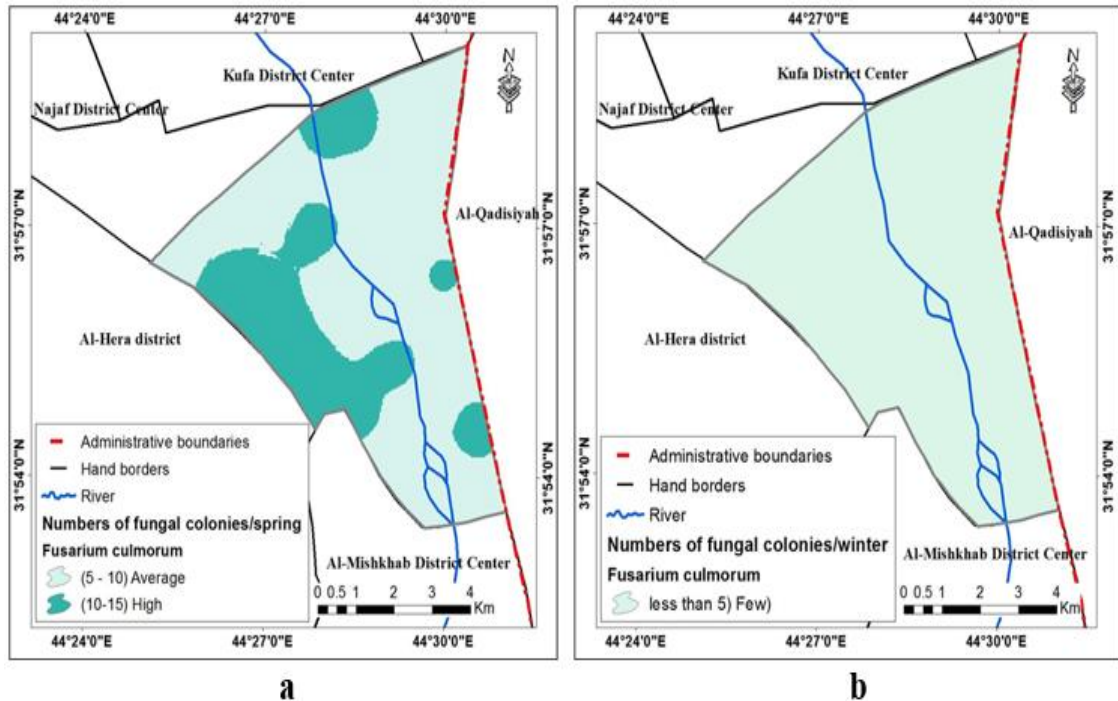 44°24'0"E 44°27'0"E 44°30'0"E
N
Kufa District Center
Najaf District Center
31°57'0"N
31°57'0"N
Al-Qadisiyah
Al-Hera district
Administrative boundaries
Hand borders
River
Numbers of fungal colonies/spring
Fusarium culmorum
(5 - 10) Average
(10-15) High
31°54'0"N
31°54'0"N
Al-Mishkhab District Center
0 0.5 1 2 3 4
Km
44°24'0"E 44°27'0"E 44°30'0"E
a
44°24'0"E 44°27'0"E 44°30'0"E
N
Kufa District Center
Najaf District Center
31°57'0"N
31°57'0"N
Al-Qadisiyah
Al-Hera district
Administrative boundaries
Hand borders
River
Numbers of fungal colonies/winter
Fusarium culmorum
less than 5) Few)
31°54'0"N
31°54'0"N
Al-Mishkhab District Center
0 0.5 1 2 3 4
Km
44°24'0"E 44°27'0"E 44°30'0"E
b